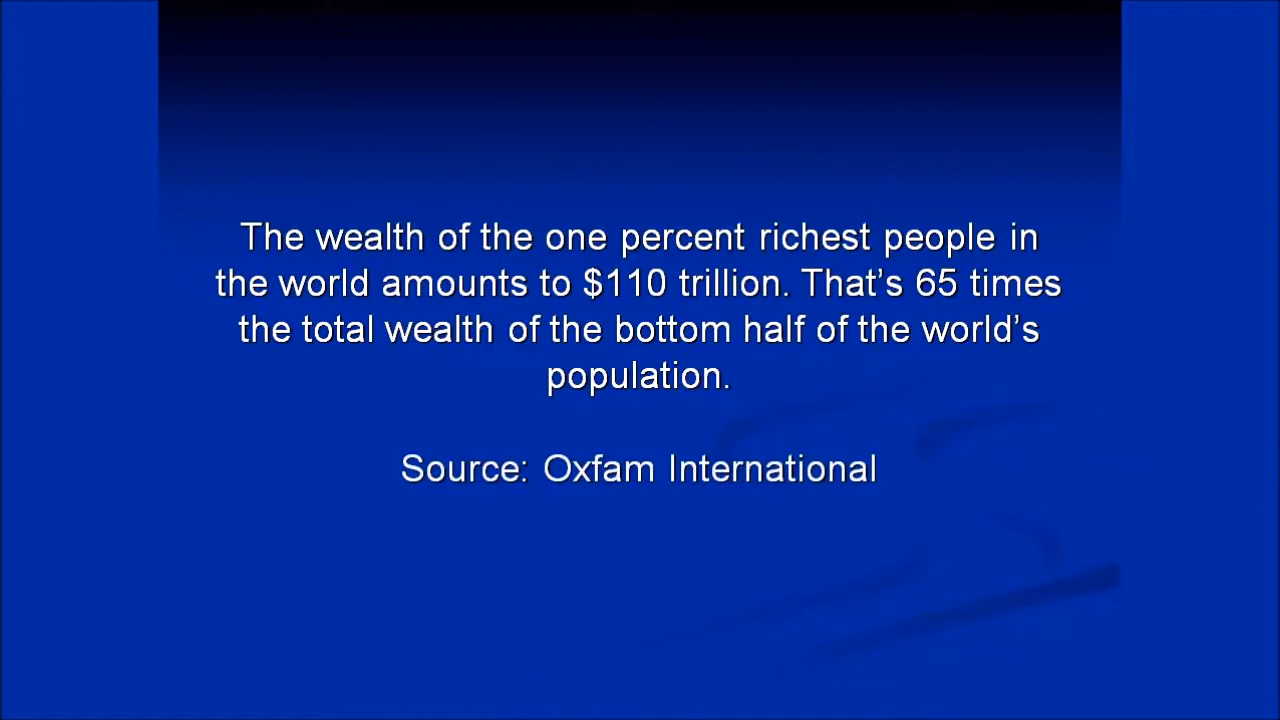 The wealth of the one percent richest people in
the world amounts to $110 trillion. That’s 65 times
the total wealth of the bottom half of the world’s
population.
Source: Oxfam International